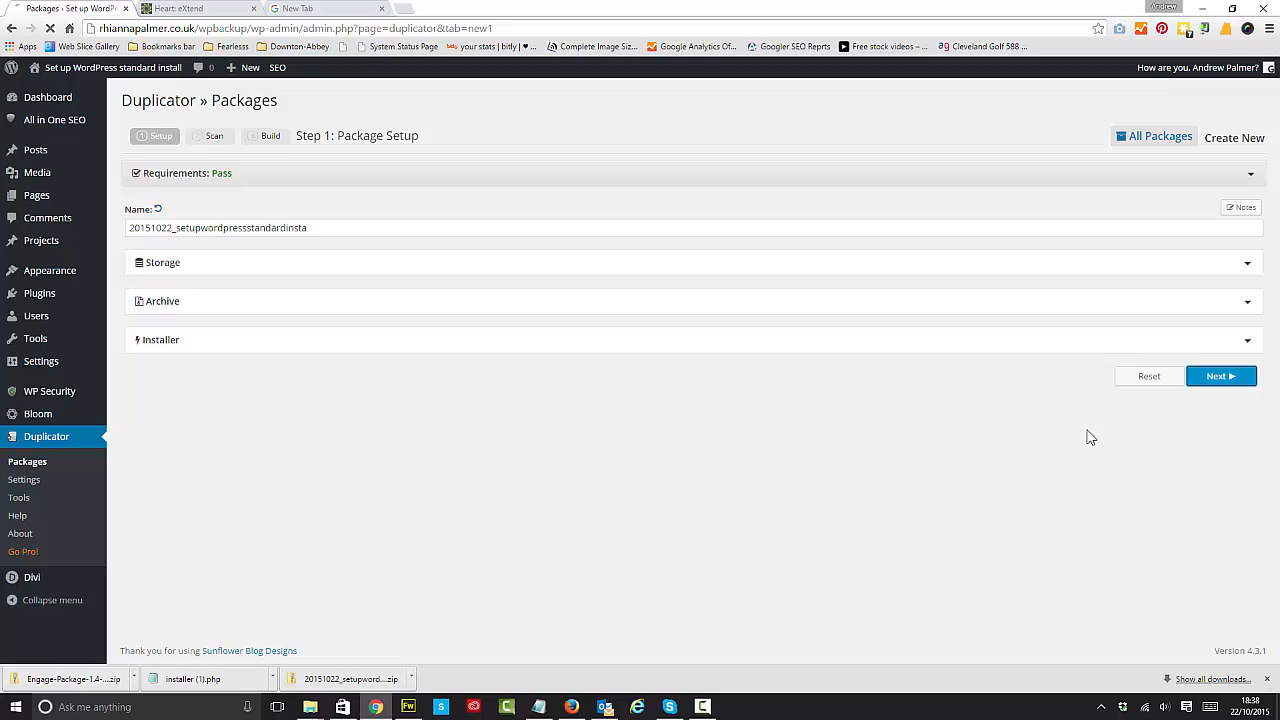 Packages ‹ Set up WordPr
Heart: eXtend
New Tab
Andrew
rhiannapalmer.co.uk/wpbackup/wp-admin/admin.php?page=duplicator&tab=new1
Apps
Web Slice Gallery
Bookmarks bar
Fearlesss
Downton-Abbey
System Status Page
your stats | bitly | ♥ ...
Complete Image Siz...
Google Analytics Of...
Googler SEO Reprts
Free stock videos – ...
Cleveland Golf 588 ...
Set up WordPress standard install
0
New
SEO
How are you, Andrew Palmer?
Dashboard
All in One SEO
Posts
Media
Pages
Comments
Projects
Appearance
Plugins
Users
Tools
Settings
WP Security
Bloom
Duplicator
Packages
Settings
Tools
Help
About
Go Pro!
Divi
Collapse menu
Duplicator » Packages
1 Setup
Scan
Build
Step 1: Package Setup
All Packages
Create New
Requirements: Pass
Name:
Notes
20151022_setupwordpressstandardinsta
Storage
Archive
Installer
Reset
Next ▶
Thank you for using Sunflower Blog Designs
Version 4.3.1
Engage-Package-1.4-....zip
installer (1).php
20151022_setupword....zip
Show all downloads...
Ask me anything
18:38
22/10/2015